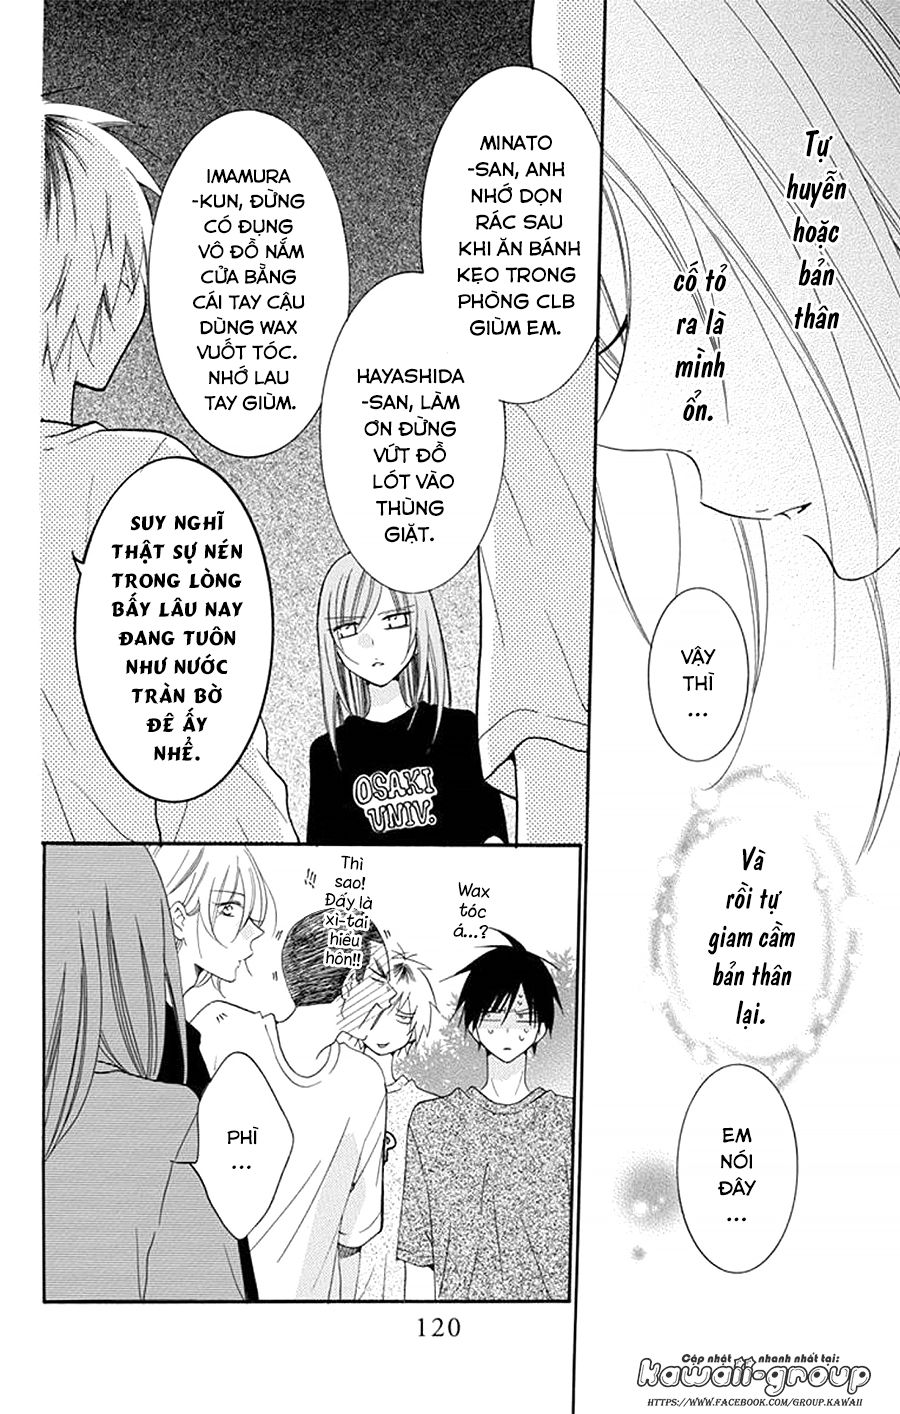 Tự
huyễn
hoặc
bản
thân
cố tỏ
ra là
mình
ổn.
VẬY
THÌ
...
Và
rồi tự
giam cầm
bản thân
lại.
EM
NÓI
ĐÂY
...
MINATO
-SAN, ANH
NHỚ DỌN
RÁC SAU
KHI ĂN BÁNH
KẸO TRONG
PHÒNG CLB
GIÙM EM.
HAYASHIDA
-SAN, LÀM
ƠN ĐỪNG
VỨT ĐỒ
LÓT VÀO
THÙNG
GIẶT.
IMAMURA
-KUN, ĐỪNG
CÓ ĐỤNG
VÔ ĐỒ NẮM
CỬA BẰNG
CÁI TAY CẬU
DÙNG WAX
VUỐT TÓC.
NHỚ LAU
TAY GIÙM.
SUY NGHĨ
THẬT SỰ NÉN
TRONG LÒNG
BẤY LÂU NAY
ĐANG TUÔN
NHƯ NƯỚC
TRÀN BỜ
ĐÊ ẤY
NHỂ.
OSAKI
UNIV.
Wax
tóc
á...?
Thì
sao!
Đấy là
xì-tai
hiểu
hôn!!
!!!
PHÌ
...
?
120
Cập nhật nhanh nhất tại:
kawaii-group
HTTPS://WWW.FACEBOOK.COM/GROUP.KAWAII